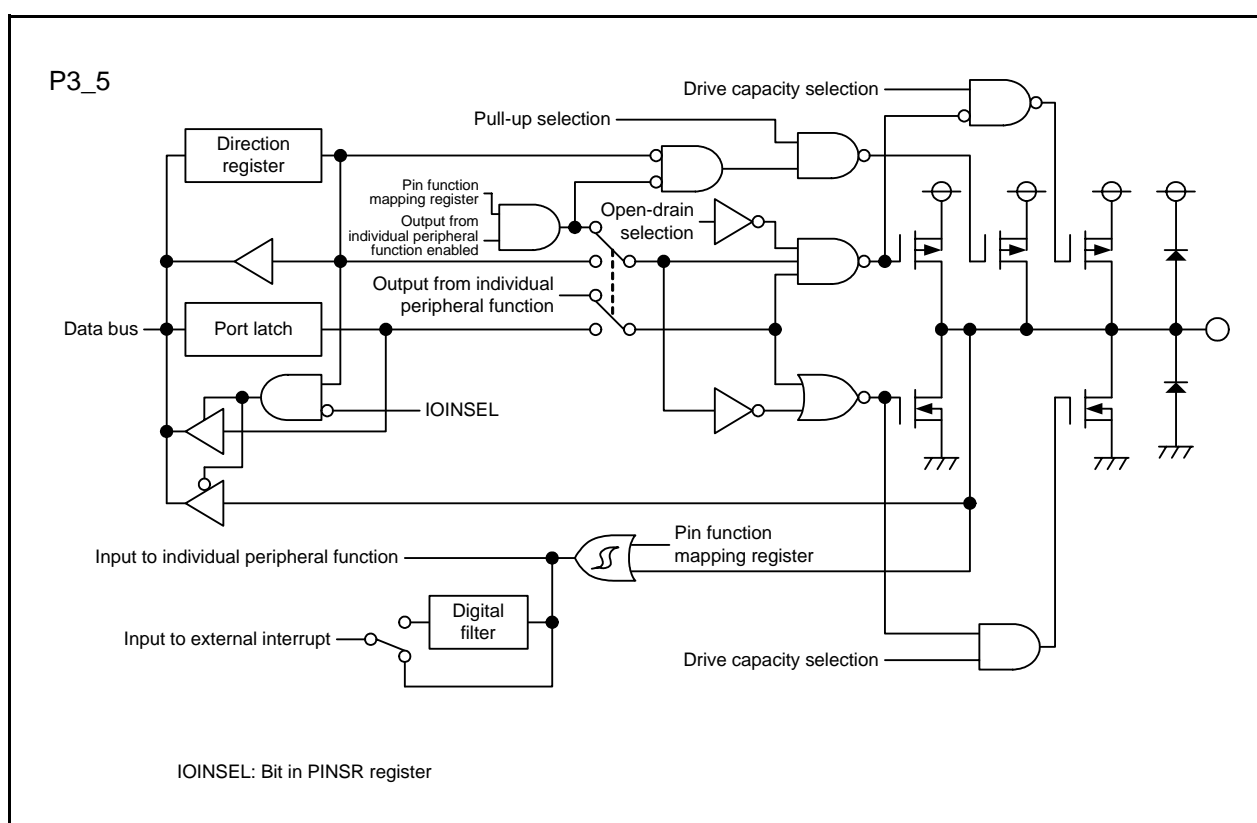 P3_5
Drive capacity selection
Pull-up selection
Direction
register
Pin function
mapping register
Output from
individual peripheral
function enabled
Open-drain
selection
Output from individual
peripheral function
Data bus
Port latch
IOINSEL
Pin function
mapping register
Input to individual peripheral function
Digital
filter
Input to external interrupt
Drive capacity selection
IOINSEL: Bit in PINSR register